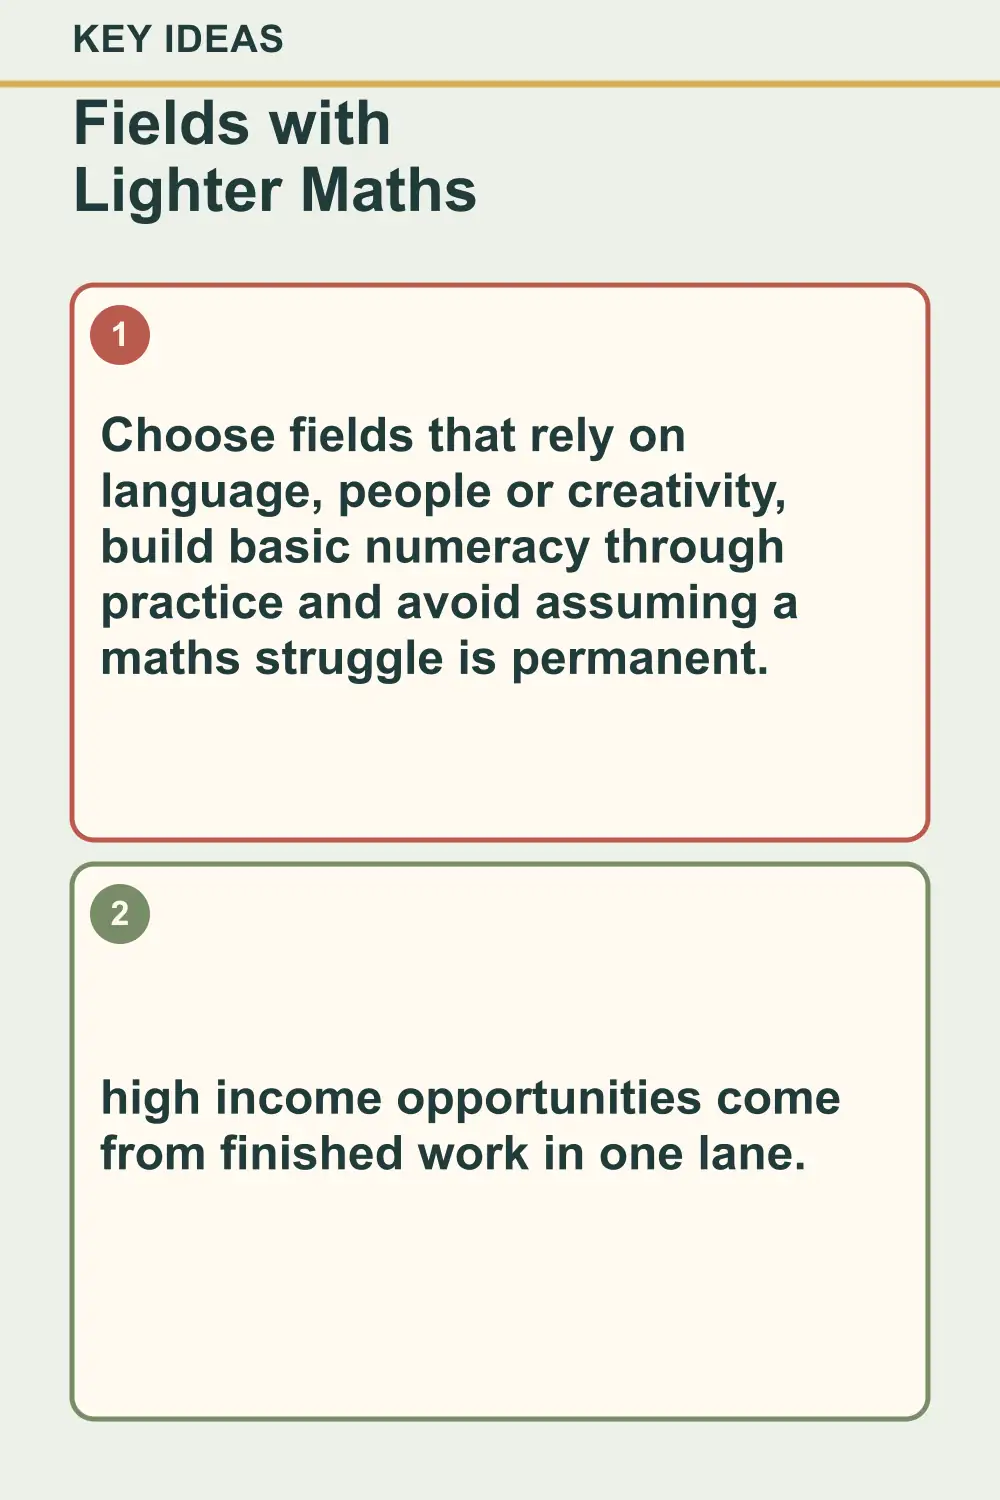 KEY IDEAS
Fields with
Lighter Maths
1
Choose fields that rely on
language, people or creativity,
build basic numeracy through
practice and avoid assuming a
maths struggle is permanent.
2
high income opportunities come
from finished work in one lane.